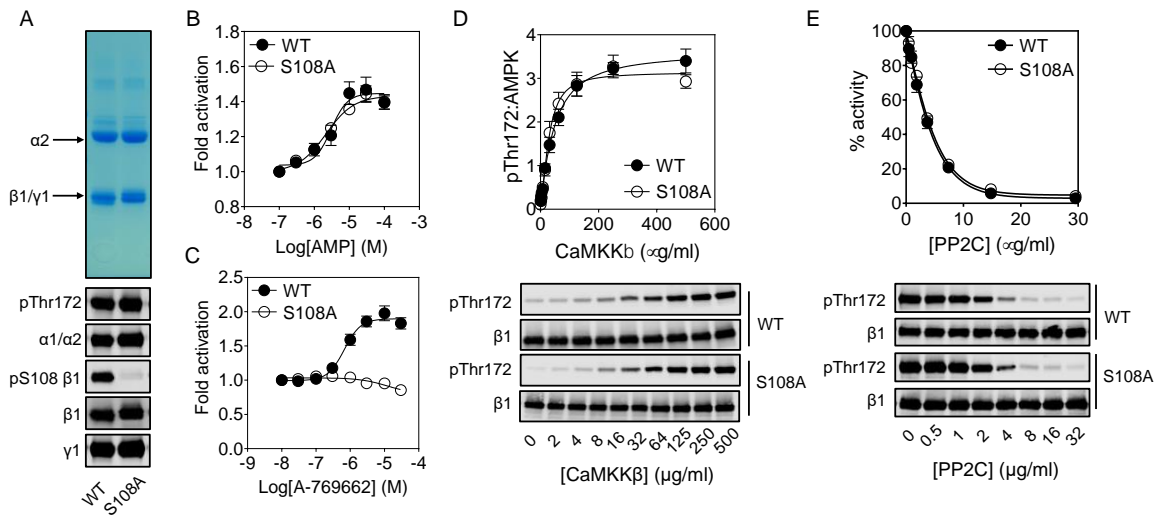 A
α2
β1/γ1
pThr172
α1/α2
pS108 β1
β1
γ1
WT
S108A
B
1.8
1.6
1.4
1.2
1.0
0.8
Fold activation
WT
S108A
-8 -7 -6 -5 -4 -3
Log[AMP] (M)
C
2.5
2.0
1.5
1.0
0.5
0.0
Fold activation
WT
S108A
-9 -8 -7 -6 -5 -4
Log[A-769662] (M)
D
4
3
2
1
0
pThr172:AMPK
WT
S108A
0 200 400 600
CaMKKb (∝g/ml)
pThr172
β1
WT
pThr172
β1
S108A
0 2 4 8 16 32 64 125 250 500
[CaMKKβ] (µg/ml)
E
100
80
60
40
20
0
% activity
WT
S108A
0 10 20 30
[PP2C] (∝g/ml)
pThr172
β1
WT
pThr172
β1
S108A
0 0.5 1 2 4 8 16 32
[PP2C] (µg/ml)